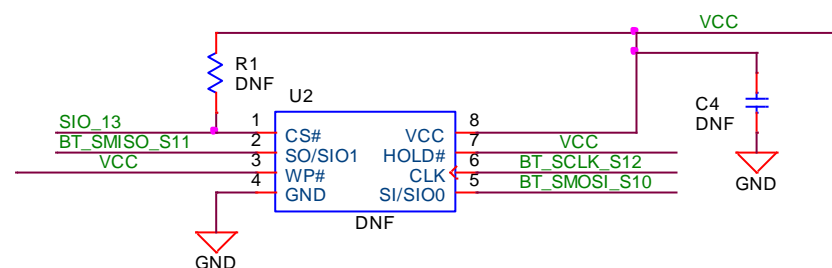 VCC
R1
DNF
U2
C4
DNF
SIO_13
1
CS#
VCC
8
BT_SMISO_S11
2
SO/SIO1
HOLD#
7
VCC
VCC
3
WP#
CLK
6
BT_SCLK_S12
4
GND
SI/SIO0
5
BT_SMOSI_S10
GND
DNF
GND